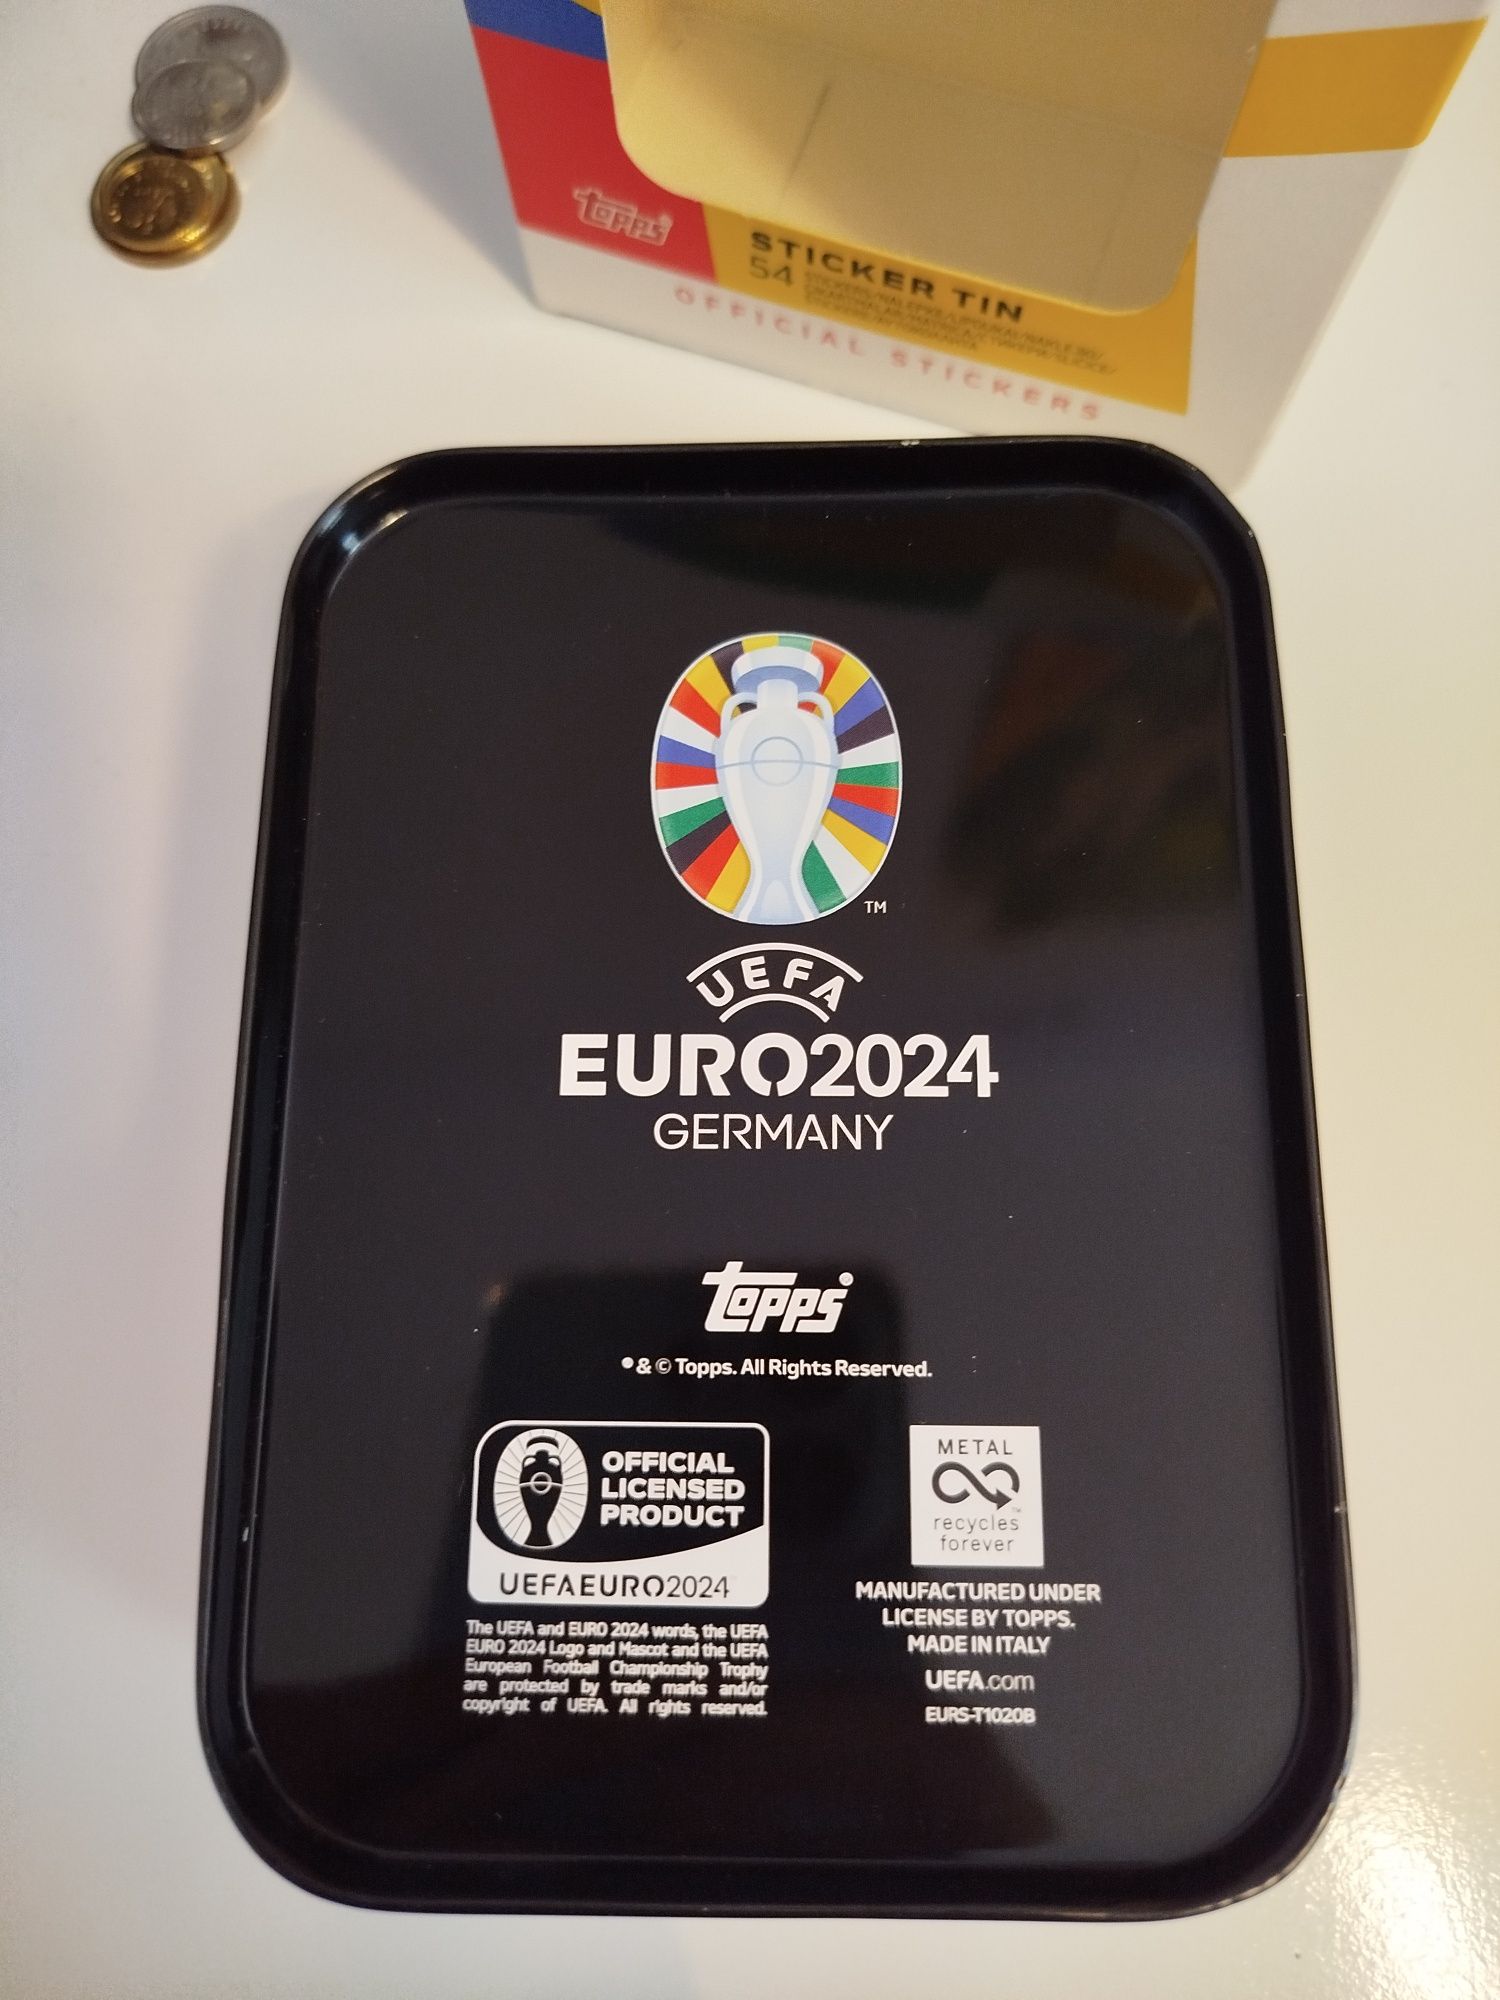 topps®
STICKER TIN
54
OFFICIAL STICKERS
TM
UEFA
EURO2024
GERMANY
topps®
® & © Topps. All Rights Reserved.
OFFICIAL
LICENSED
PRODUCT
UEFAEURO2024
The UEFA and EURO 2024 words, the UEFA
EURO 2024 Logo and Mascot and the UEFA
European Football Championship Trophy
are protected by trade marks and/or
copyright of UEFA. All rights reserved.
METAL
TM
recycles
forever
MANUFACTURED UNDER
LICENSE BY TOPPS.
MADE IN ITALY
UEFA.com
EURS-T1020B